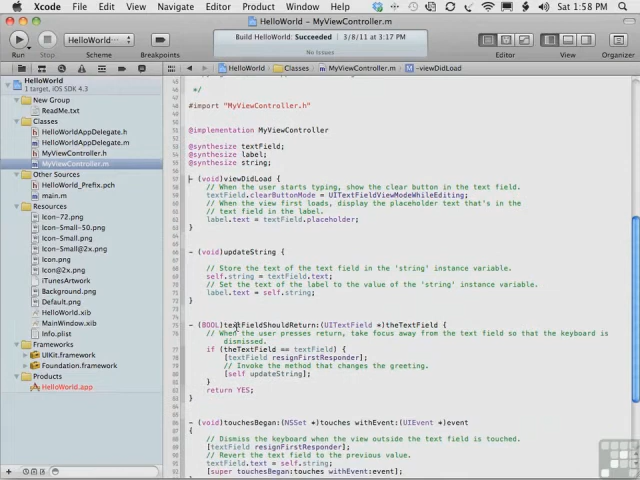 Xcode File Edit View Navigate Editor Product Window Help Sat 1:58 PM
HelloWorld – MyViewController.m
HelloWorld...
Build HelloWorld: Succeeded 3/8/11 at 3:17 PM
No Issues
Run Stop Scheme Breakpoints Editor View Organizer
HelloWorld Classes MyViewController.m -viewDidLoad
HelloWorld
1 target, iOS SDK 4.3
New Group
ReadMe.txt
Classes
HelloWorldAppDelegate.h
HelloWorldAppDelegate.m
MyViewController.h
MyViewController.m
Other Sources
HelloWorld_Prefix.pch
main.m
Resources
Icon-72.png
Icon-Small-50.png
Icon-Small.png
Icon-Small@2x.png
Icon.png
Icon@2x.png
iTunesArtwork
Background.png
Default.png
HelloWorld.xib
MainWindow.xib
Info.plist
Frameworks
UIKit.framework
Foundation.framework
Products
HelloWorld.app
*/
#import "MyViewController.h"
@implementation MyViewController
@synthesize textField;
@synthesize label;
@synthesize string;
- (void)viewDidLoad {
// When the user starts typing, show the clear button in the text field.
textField.clearButtonMode = UITextFieldViewModeWhileEditing;
// When the view first loads, display the placeholder text that's in the
// text field in the label.
label.text = textField.placeholder;
}
- (void)updateString {
// Store the text of the text field in the 'string' instance variable.
self.string = textField.text;
// Set the text of the label to the value of the 'string' instance variable.
label.text = self.string;
}
- (BOOL)textFieldShouldReturn:(UITextField *)theTextField {
// When the user presses return, take focus away from the text field so that the keyboard is
dismissed.
if (theTextField == textField) {
[textField resignFirstResponder];
// Invoke the method that changes the greeting.
[self updateString];
}
return YES;
}
- (void)touchesBegan:(NSSet *)touches withEvent:(UIEvent *)event
{
// Dismiss the keyboard when the view outside the text field is touched.
[textField resignFirstResponder];
// Revert the text field to the previous value.
textField.text = self.string;
[super touchesBegan:touches withEvent:event];